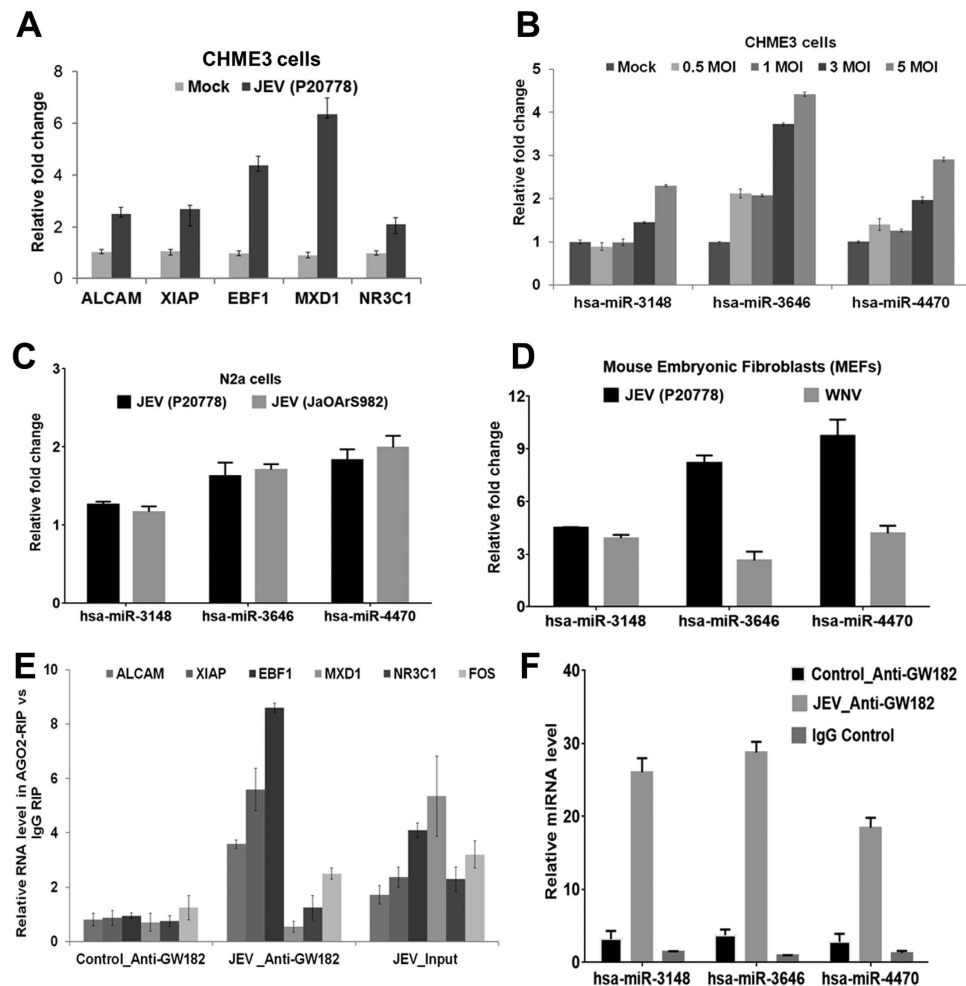 A
CHME3 cells
Mock JEV (P20778)
Relative fold change
8
6
4
2
0
ALCAM XIAP EBF1 MXD1 NR3C1
B
CHME3 cells
Mock 0.5 MOI 1 MOI 3 MOI 5 MOI
Relative fold change
5
4
3
2
1
0
hsa-miR-3148 hsa-miR-3646 hsa-miR-4470
C
N2a cells
JEV (P20778) JEV (JaOArS982)
Relative fold change
3
2
1
0
hsa-miR-3148 hsa-miR-3646 hsa-miR-4470
D
Mouse Embryonic Fibroblasts (MEFs)
JEV (P20778) WNV
Relative fold change
12
9
6
3
0
hsa-miR-3148 hsa-miR-3646 hsa-miR-4470
E
ALCAM XIAP EBF1 MXD1 NR3C1 FOS
Relative RNA level in AGO2-RIP vs
IgG RIP
10
8
6
4
2
0
Control_Anti-GW182 JEV _Anti-GW182 JEV_Input
F
Control_Anti-GW182
JEV_Anti-GW182
IgG Control
Relative miRNA level
40
30
20
10
0
hsa-miR-3148 hsa-miR-3646 hsa-miR-4470